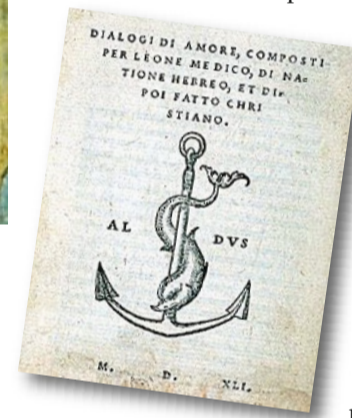 DIALOGI DI AMORE, COMPOSTI
PER LEONE MEDICO, DI NA=
TIONE HEBREO, ET DI=
POI FATTO CHRI
STIANO.
AL DVS
M. D. XLI.